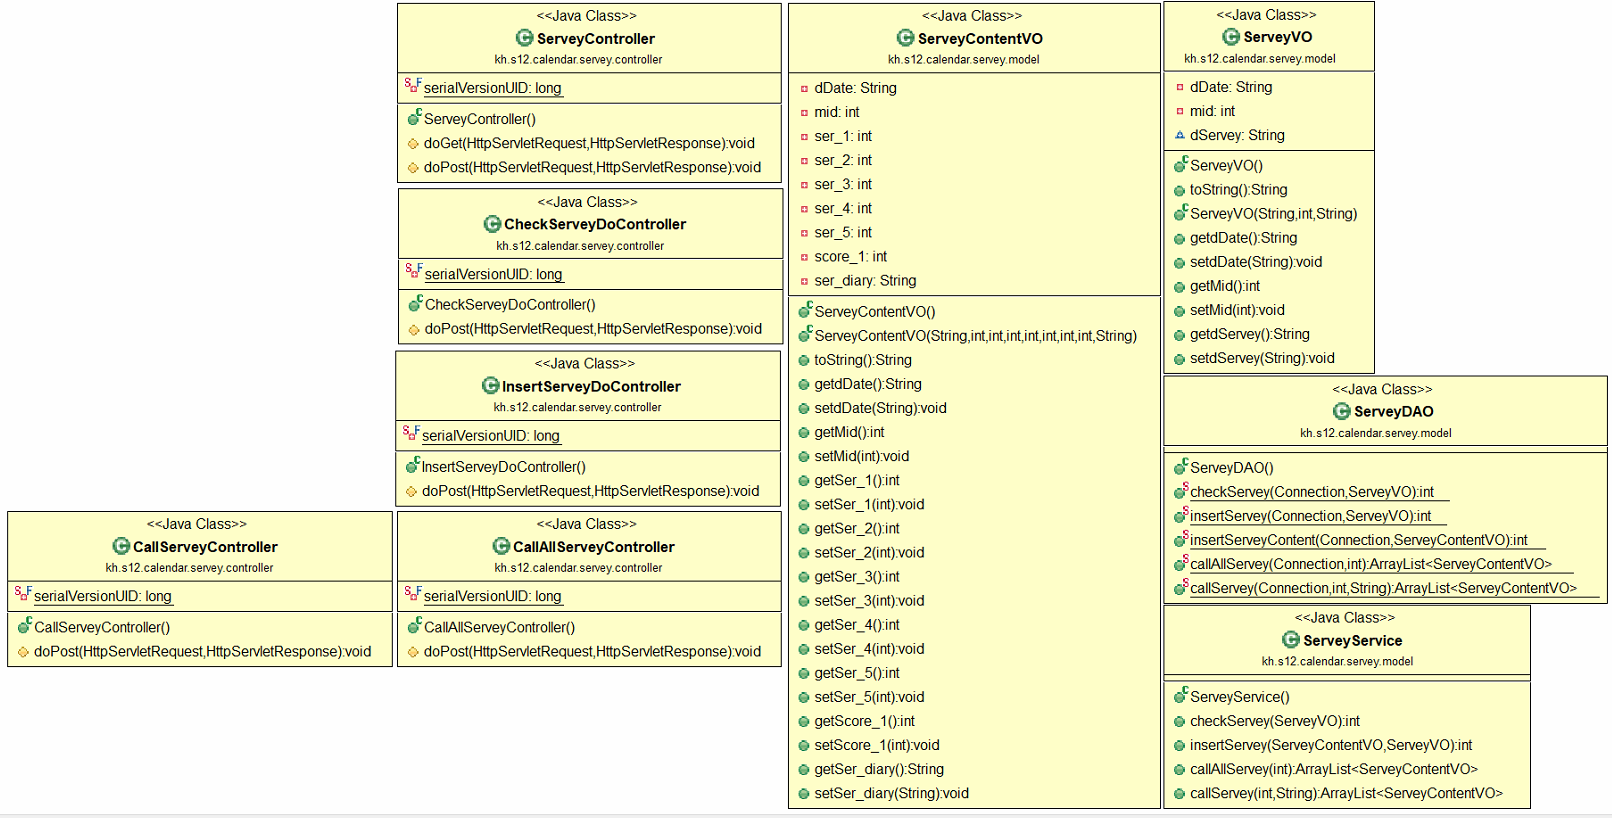 <<Java Class>>
ServeyController
kh.s12.calendar.servey.controller
serialVersionUID: long
ServeyController()
doGet(HttpServletRequest,HttpServletResponse):void
doPost(HttpServletRequest,HttpServletResponse):void
<<Java Class>>
CheckServeyDoController
kh.s12.calendar.servey.controller
serialVersionUID: long
CheckServeyDoController()
doPost(HttpServletRequest,HttpServletResponse):void
<<Java Class>>
InsertServeyDoController
kh.s12.calendar.servey.controller
serialVersionUID: long
InsertServeyDoController()
doPost(HttpServletRequest,HttpServletResponse):void
<<Java Class>>
CallServeyController
kh.s12.calendar.servey.controller
serialVersionUID: long
CallServeyController()
doPost(HttpServletRequest,HttpServletResponse):void
<<Java Class>>
CallAllServeyController
kh.s12.calendar.servey.controller
serialVersionUID: long
CallAllServeyController()
doPost(HttpServletRequest,HttpServletResponse):void
<<Java Class>>
ServeyContentVO
kh.s12.calendar.servey.model
dDate: String
mid: int
ser_1: int
ser_2: int
ser_3: int
ser_4: int
ser_5: int
score_1: int
ser_diary: String
ServeyContentVO()
ServeyContentVO(String,int,int,int,int,int,int,int,String)
toString():String
getdDate():String
setdDate(String):void
getMid():int
setMid(int):void
getSer_1():int
setSer_1(int):void
getSer_2():int
setSer_2(int):void
getSer_3():int
setSer_3(int):void
getSer_4():int
setSer_4(int):void
getSer_5():int
setSer_5(int):void
getScore_1():int
setScore_1(int):void
getSer_diary():String
setSer_diary(String):void
<<Java Class>>
ServeyVO
kh.s12.calendar.servey.model
dDate: String
mid: int
dServey: String
ServeyVO()
toString():String
ServeyVO(String,int,String)
getdDate():String
setdDate(String):void
getMid():int
setMid(int):void
getdServey():String
setdServey(String):void
<<Java Class>>
ServeyDAO
kh.s12.calendar.servey.model
ServeyDAO()
checkServey(Connection,ServeyVO):int
insertServey(Connection,ServeyVO):int
insertServeyContent(Connection,ServeyContentVO):int
callAllServey(Connection,int):ArrayList<ServeyContentVO>
callServey(Connection,int,String):ArrayList<ServeyContentVO>
<<Java Class>>
ServeyService
kh.s12.calendar.servey.model
ServeyService()
checkServey(ServeyVO):int
insertServey(ServeyContentVO,ServeyVO):int
callAllServey(int):ArrayList<ServeyContentVO>
callServey(int,String):ArrayList<ServeyContentVO>